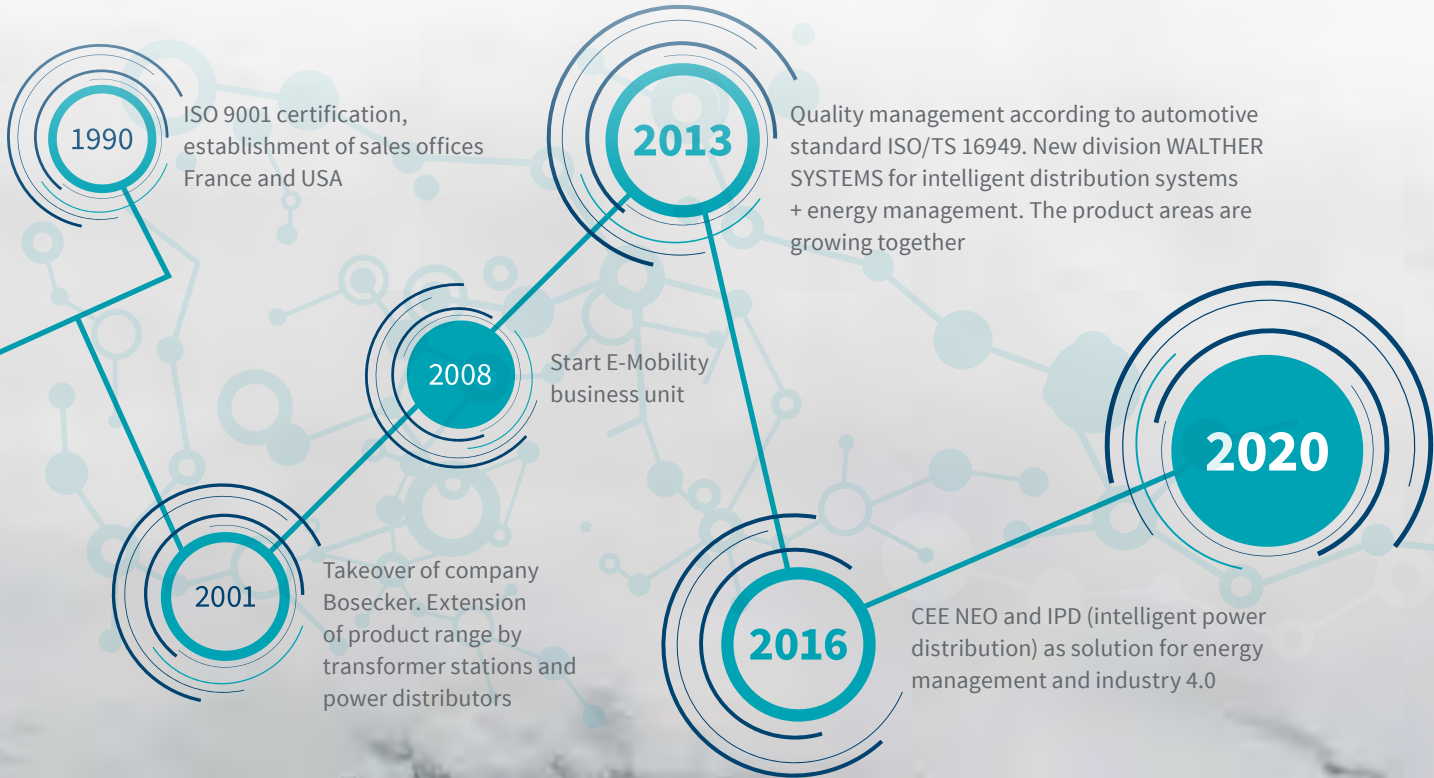 1990
ISO 9001 certification,
establishment of sales offices
France and USA
2001
Takeover of company
Bosecker. Extension
of product range by
transformer stations and
power distributors
2008
Start E-Mobility
business unit
2013
Quality management according to automotive
standard ISO/TS 16949. New division WALTHER
SYSTEMS for intelligent distribution systems
+ energy management. The product areas are
growing together
2016
CEE NEO and IPD (intelligent power
distribution) as solution for energy
management and industry 4.0
2020